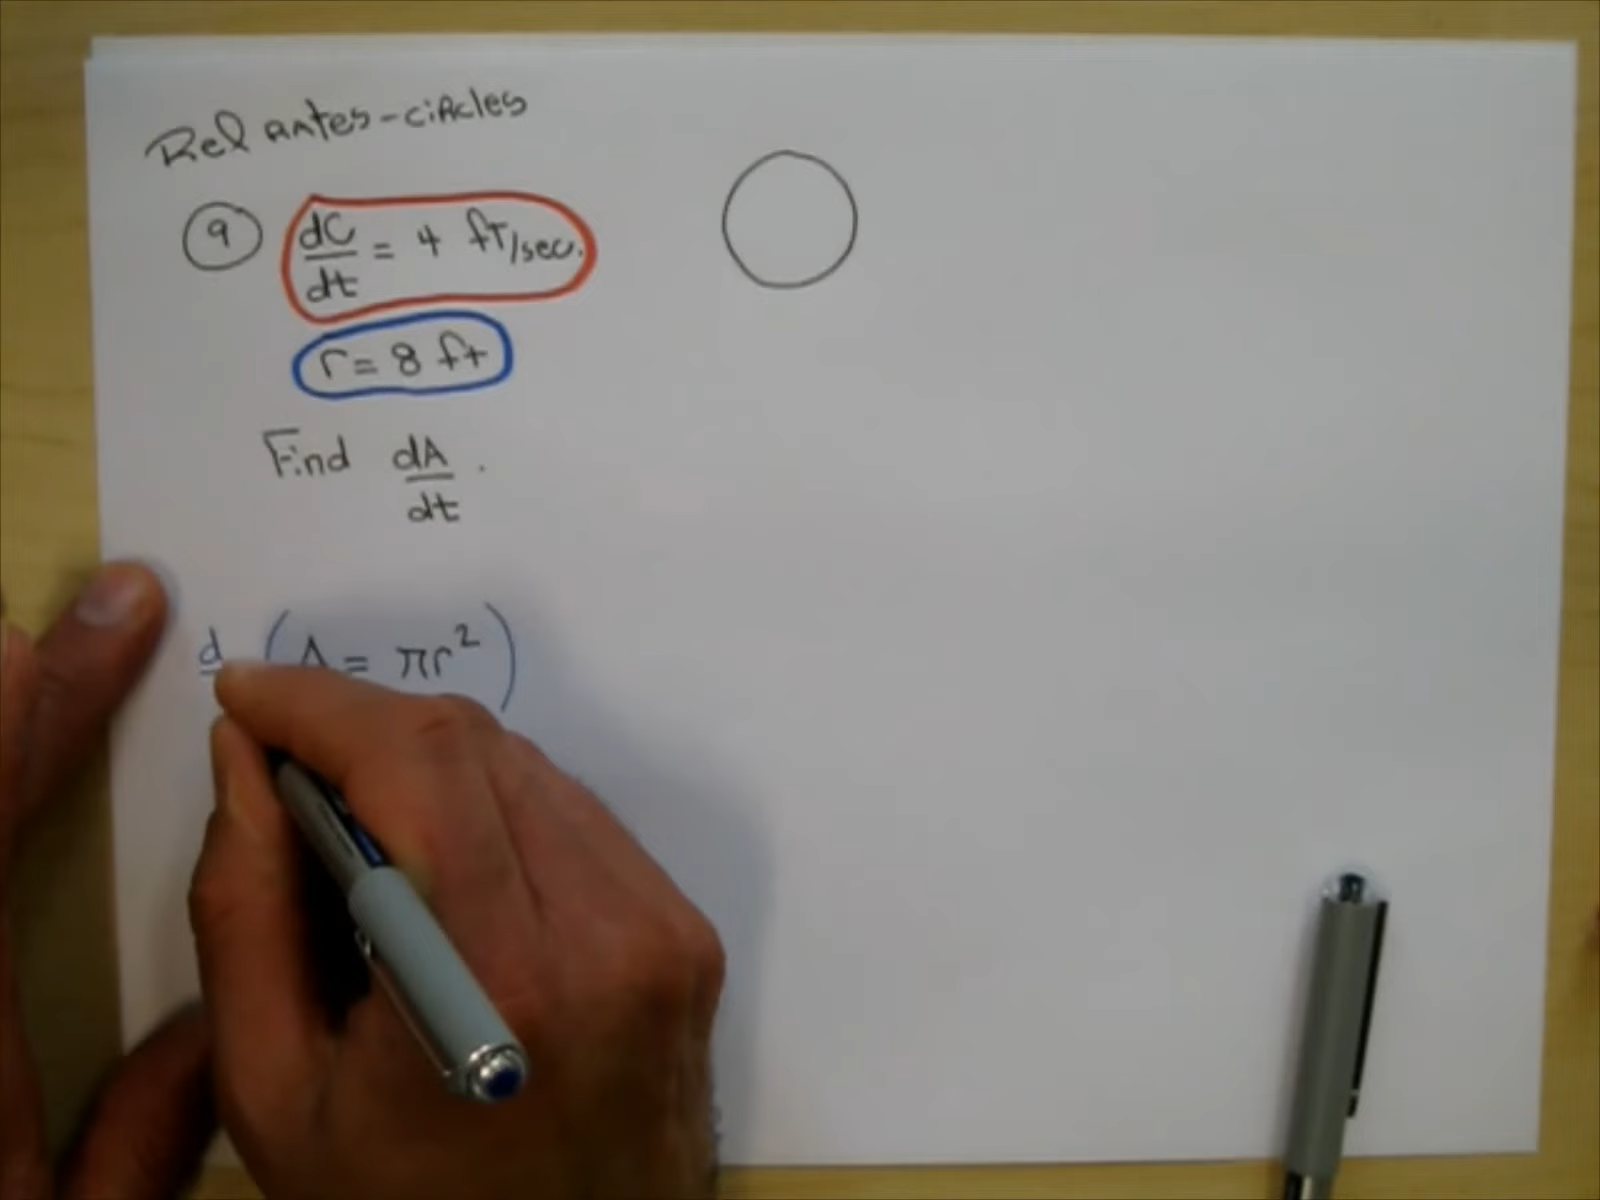 Rel rates - circles
9 dC/dt = 4 ft/sec.
r = 8 ft
Find dA/dt.
d (A = πr²)